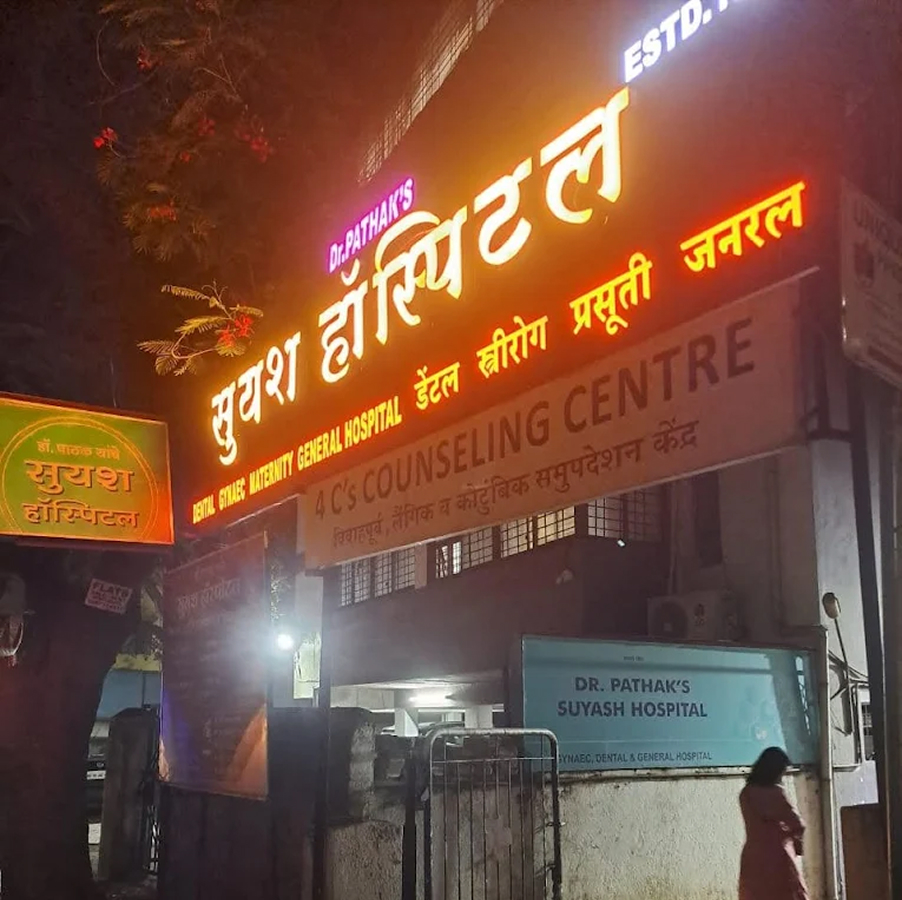 ESTD.
Dr.PATHAK'S
सुयश हॉस्पिटल
DENTAL GYNAEC MATERNITY GENERAL HOSPITAL डेंटल स्त्रीरोग प्रसूती जनरल
4 C's COUNSELING CENTRE
विवाहपूर्व, लैंगिक व कोटुंबिक समुपदेशन केंद्र
डॉ. पाठक यांचे
सुयश
हॉस्पिटल
DR. PATHAK'S
SUYASH HOSPITAL
GYNAEC, DENTAL & GENERAL HOSPITAL